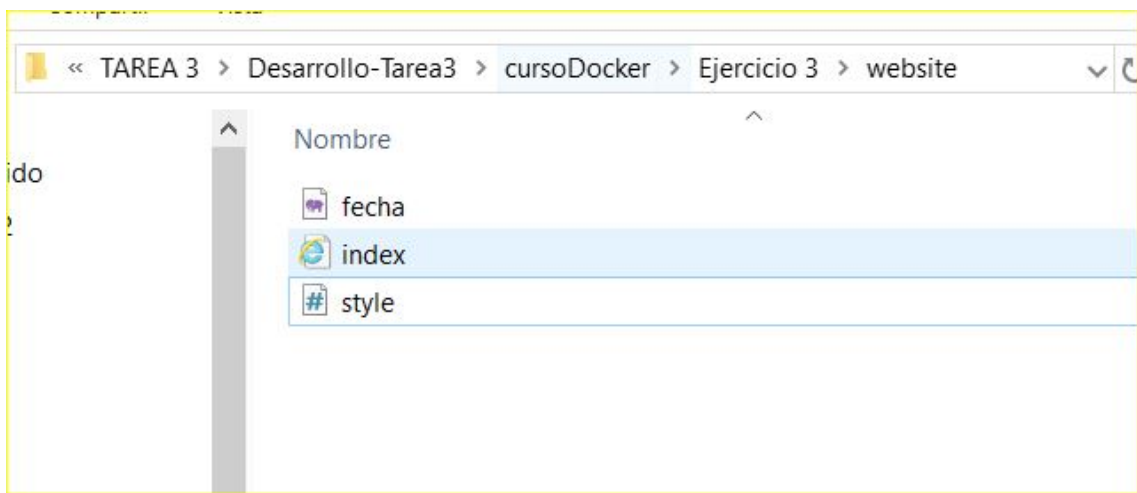 « TAREA 3 > Desarrollo-Tarea3 > cursoDocker > Ejercicio 3 > website
Nombre
ido
fecha
index
style